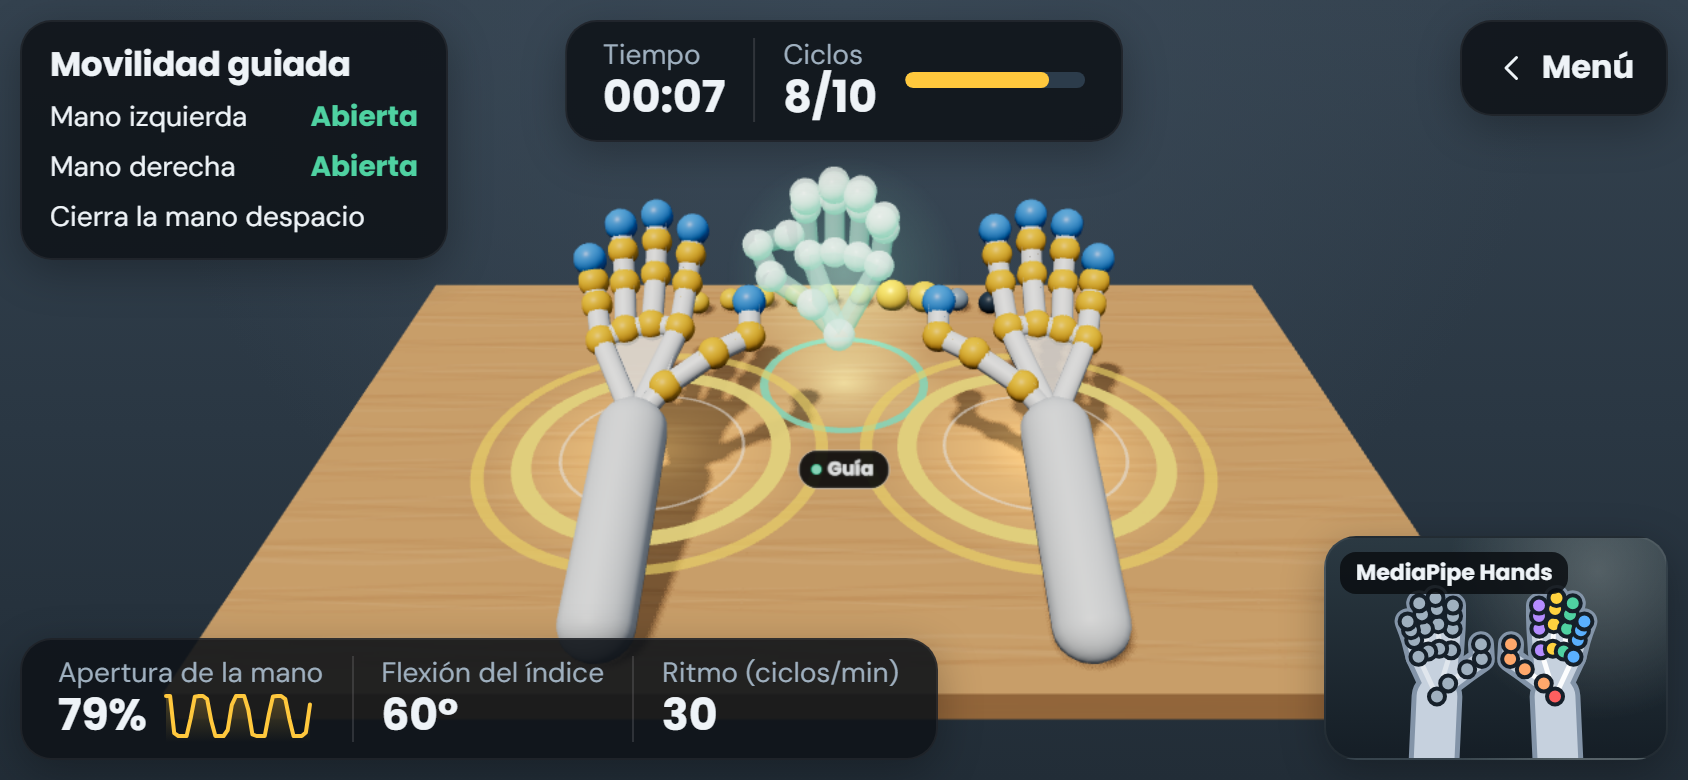 Movilidad guiada
Mano izquierda Abierta
Mano derecha Abierta
Cierra la mano despacio
Tiempo
00:07
Ciclos
8/10
Menú
Guía
MediaPipe Hands
Apertura de la mano
79%
Flexión del índice
60°
Ritmo (ciclos/min)
30